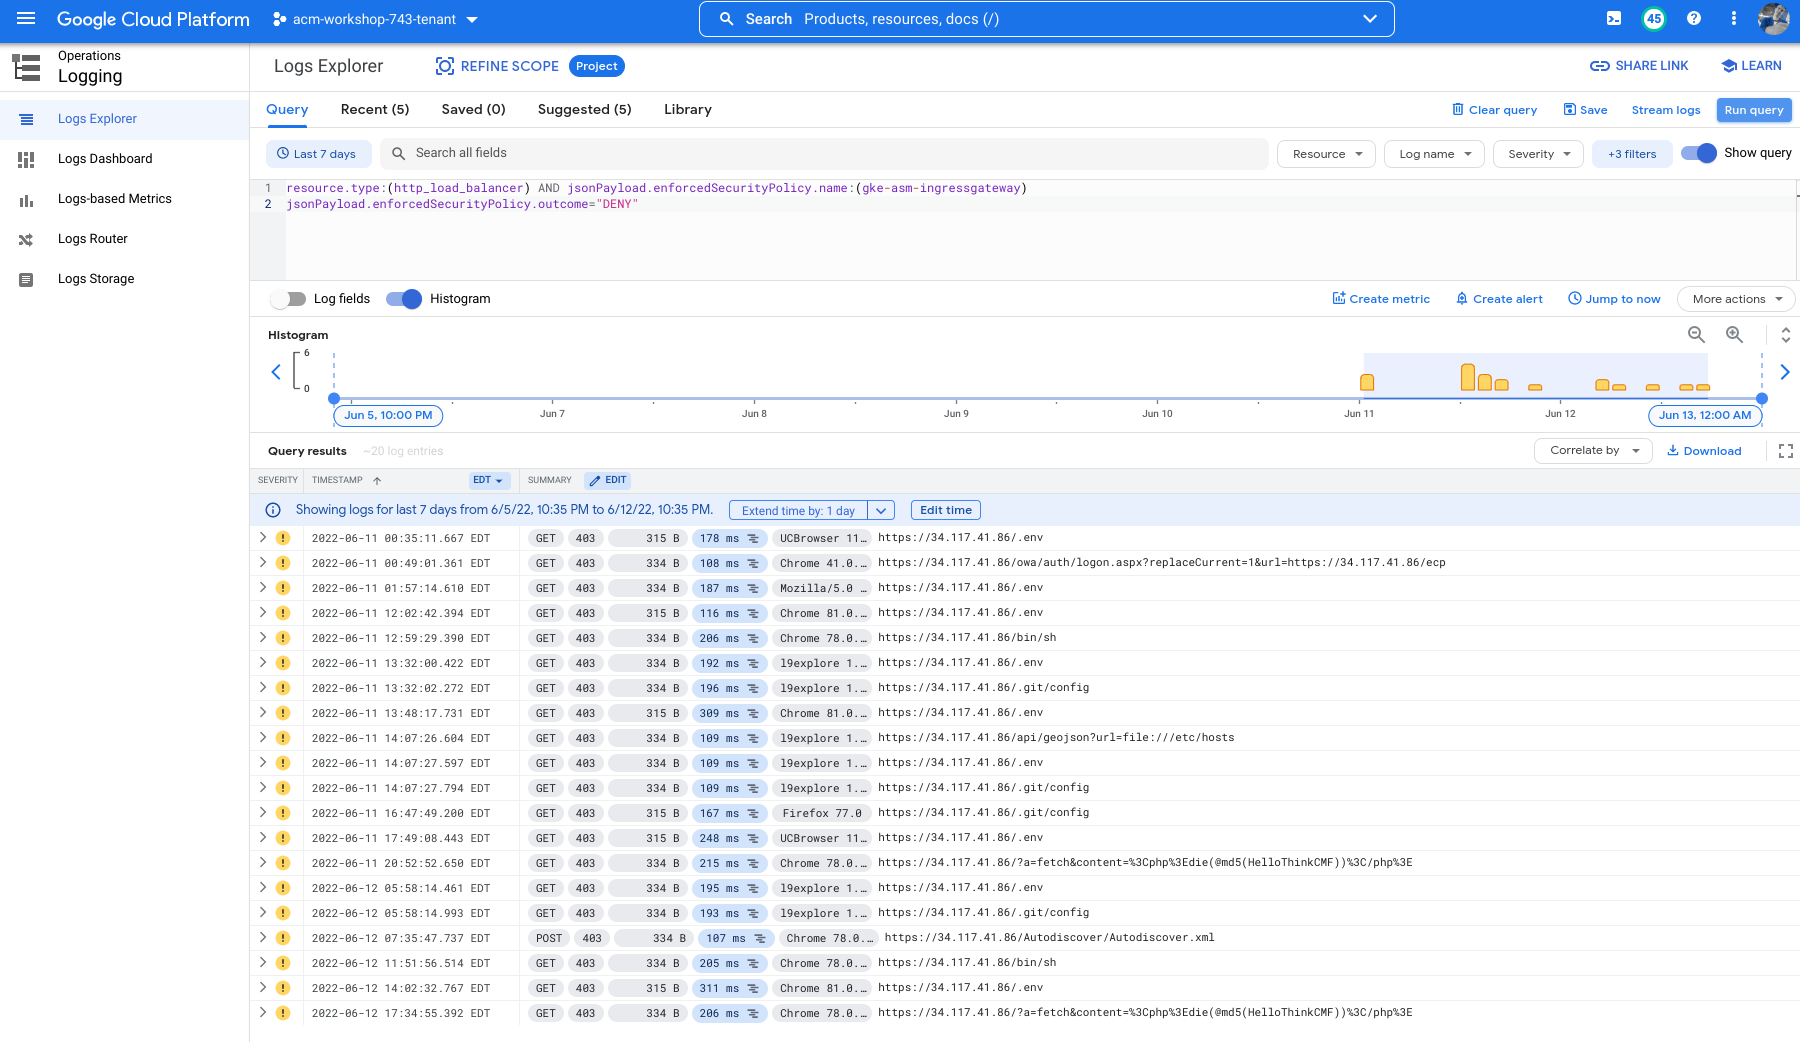 Google Cloud Platform acm-workshop-743-tenant Search Products, resources, docs (/) 45
Operations
Logging
Logs Explorer REFINE SCOPE Project SHARE LINK LEARN
Logs Explorer
Logs Dashboard
Logs-based Metrics
Logs Router
Logs Storage
Query Recent (5) Saved (0) Suggested (5) Library Clear query Save Stream logs Run query
Last 7 days Search all fields Resource Log name Severity +3 filters Show query
1 resource.type:(http_load_balancer) AND jsonPayload.enforcedSecurityPolicy.name:(gke-asm-ingressgateway)
2 jsonPayload.enforcedSecurityPolicy.outcome="DENY"
Log fields Histogram Create metric Create alert Jump to now More actions
Histogram
6
0
Jun 5, 10:00 PM Jun 7 Jun 8 Jun 9 Jun 10 Jun 11 Jun 12 Jun 13, 12:00 AM
Query results ~20 log entries Correlate by Download
SEVERITY TIMESTAMP EDT SUMMARY EDIT
Showing logs for last 7 days from 6/5/22, 10:35 PM to 6/12/22, 10:35 PM. Extend time by: 1 day Edit time
2022-06-11 00:35:11.667 EDT GET 403 315 B 178 ms UCBrowser 11… https://34.117.41.86/.env
2022-06-11 00:49:01.361 EDT GET 403 334 B 108 ms Chrome 41.0.… https://34.117.41.86/owa/auth/logon.aspx?replaceCurrent=1&url=https://34.117.41.86/ecp
2022-06-11 01:57:14.610 EDT GET 403 334 B 187 ms Mozilla/5.0 … https://34.117.41.86/.env
2022-06-11 12:02:42.394 EDT GET 403 315 B 116 ms Chrome 81.0.… https://34.117.41.86/.env
2022-06-11 12:59:29.390 EDT GET 403 334 B 206 ms Chrome 78.0.… https://34.117.41.86/bin/sh
2022-06-11 13:32:00.422 EDT GET 403 334 B 192 ms l9explore 1.… https://34.117.41.86/.env
2022-06-11 13:32:02.272 EDT GET 403 334 B 196 ms l9explore 1.… https://34.117.41.86/.git/config
2022-06-11 13:48:17.731 EDT GET 403 315 B 309 ms Chrome 81.0.… https://34.117.41.86/.env
2022-06-11 14:07:26.604 EDT GET 403 334 B 109 ms l9explore 1.… https://34.117.41.86/api/geojson?url=file:///etc/hosts
2022-06-11 14:07:27.597 EDT GET 403 334 B 109 ms l9explore 1.… https://34.117.41.86/.env
2022-06-11 14:07:27.794 EDT GET 403 334 B 109 ms l9explore 1.… https://34.117.41.86/.git/config
2022-06-11 16:47:49.200 EDT GET 403 315 B 167 ms Firefox 77.0 https://34.117.41.86/.git/config
2022-06-11 17:49:08.443 EDT GET 403 315 B 248 ms UCBrowser 11… https://34.117.41.86/.env
2022-06-11 20:52:52.650 EDT GET 403 334 B 215 ms Chrome 78.0.… https://34.117.41.86/?a=fetch&content=%3Cphp%3Edie(@md5(HelloThinkCMF))%3C/php%3E
2022-06-12 05:58:14.461 EDT GET 403 334 B 195 ms l9explore 1.… https://34.117.41.86/.env
2022-06-12 05:58:14.993 EDT GET 403 334 B 193 ms l9explore 1.… https://34.117.41.86/.git/config
2022-06-12 07:35:47.737 EDT POST 403 334 B 107 ms Chrome 78.0.… https://34.117.41.86/Autodiscover/Autodiscover.xml
2022-06-12 11:51:56.514 EDT GET 403 334 B 205 ms Chrome 78.0.… https://34.117.41.86/bin/sh
2022-06-12 14:02:32.767 EDT GET 403 315 B 311 ms Chrome 81.0.… https://34.117.41.86/.env
2022-06-12 17:34:55.392 EDT GET 403 334 B 206 ms Chrome 78.0.… https://34.117.41.86/?a=fetch&content=%3Cphp%3Edie(@md5(HelloThinkCMF))%3C/php%3E